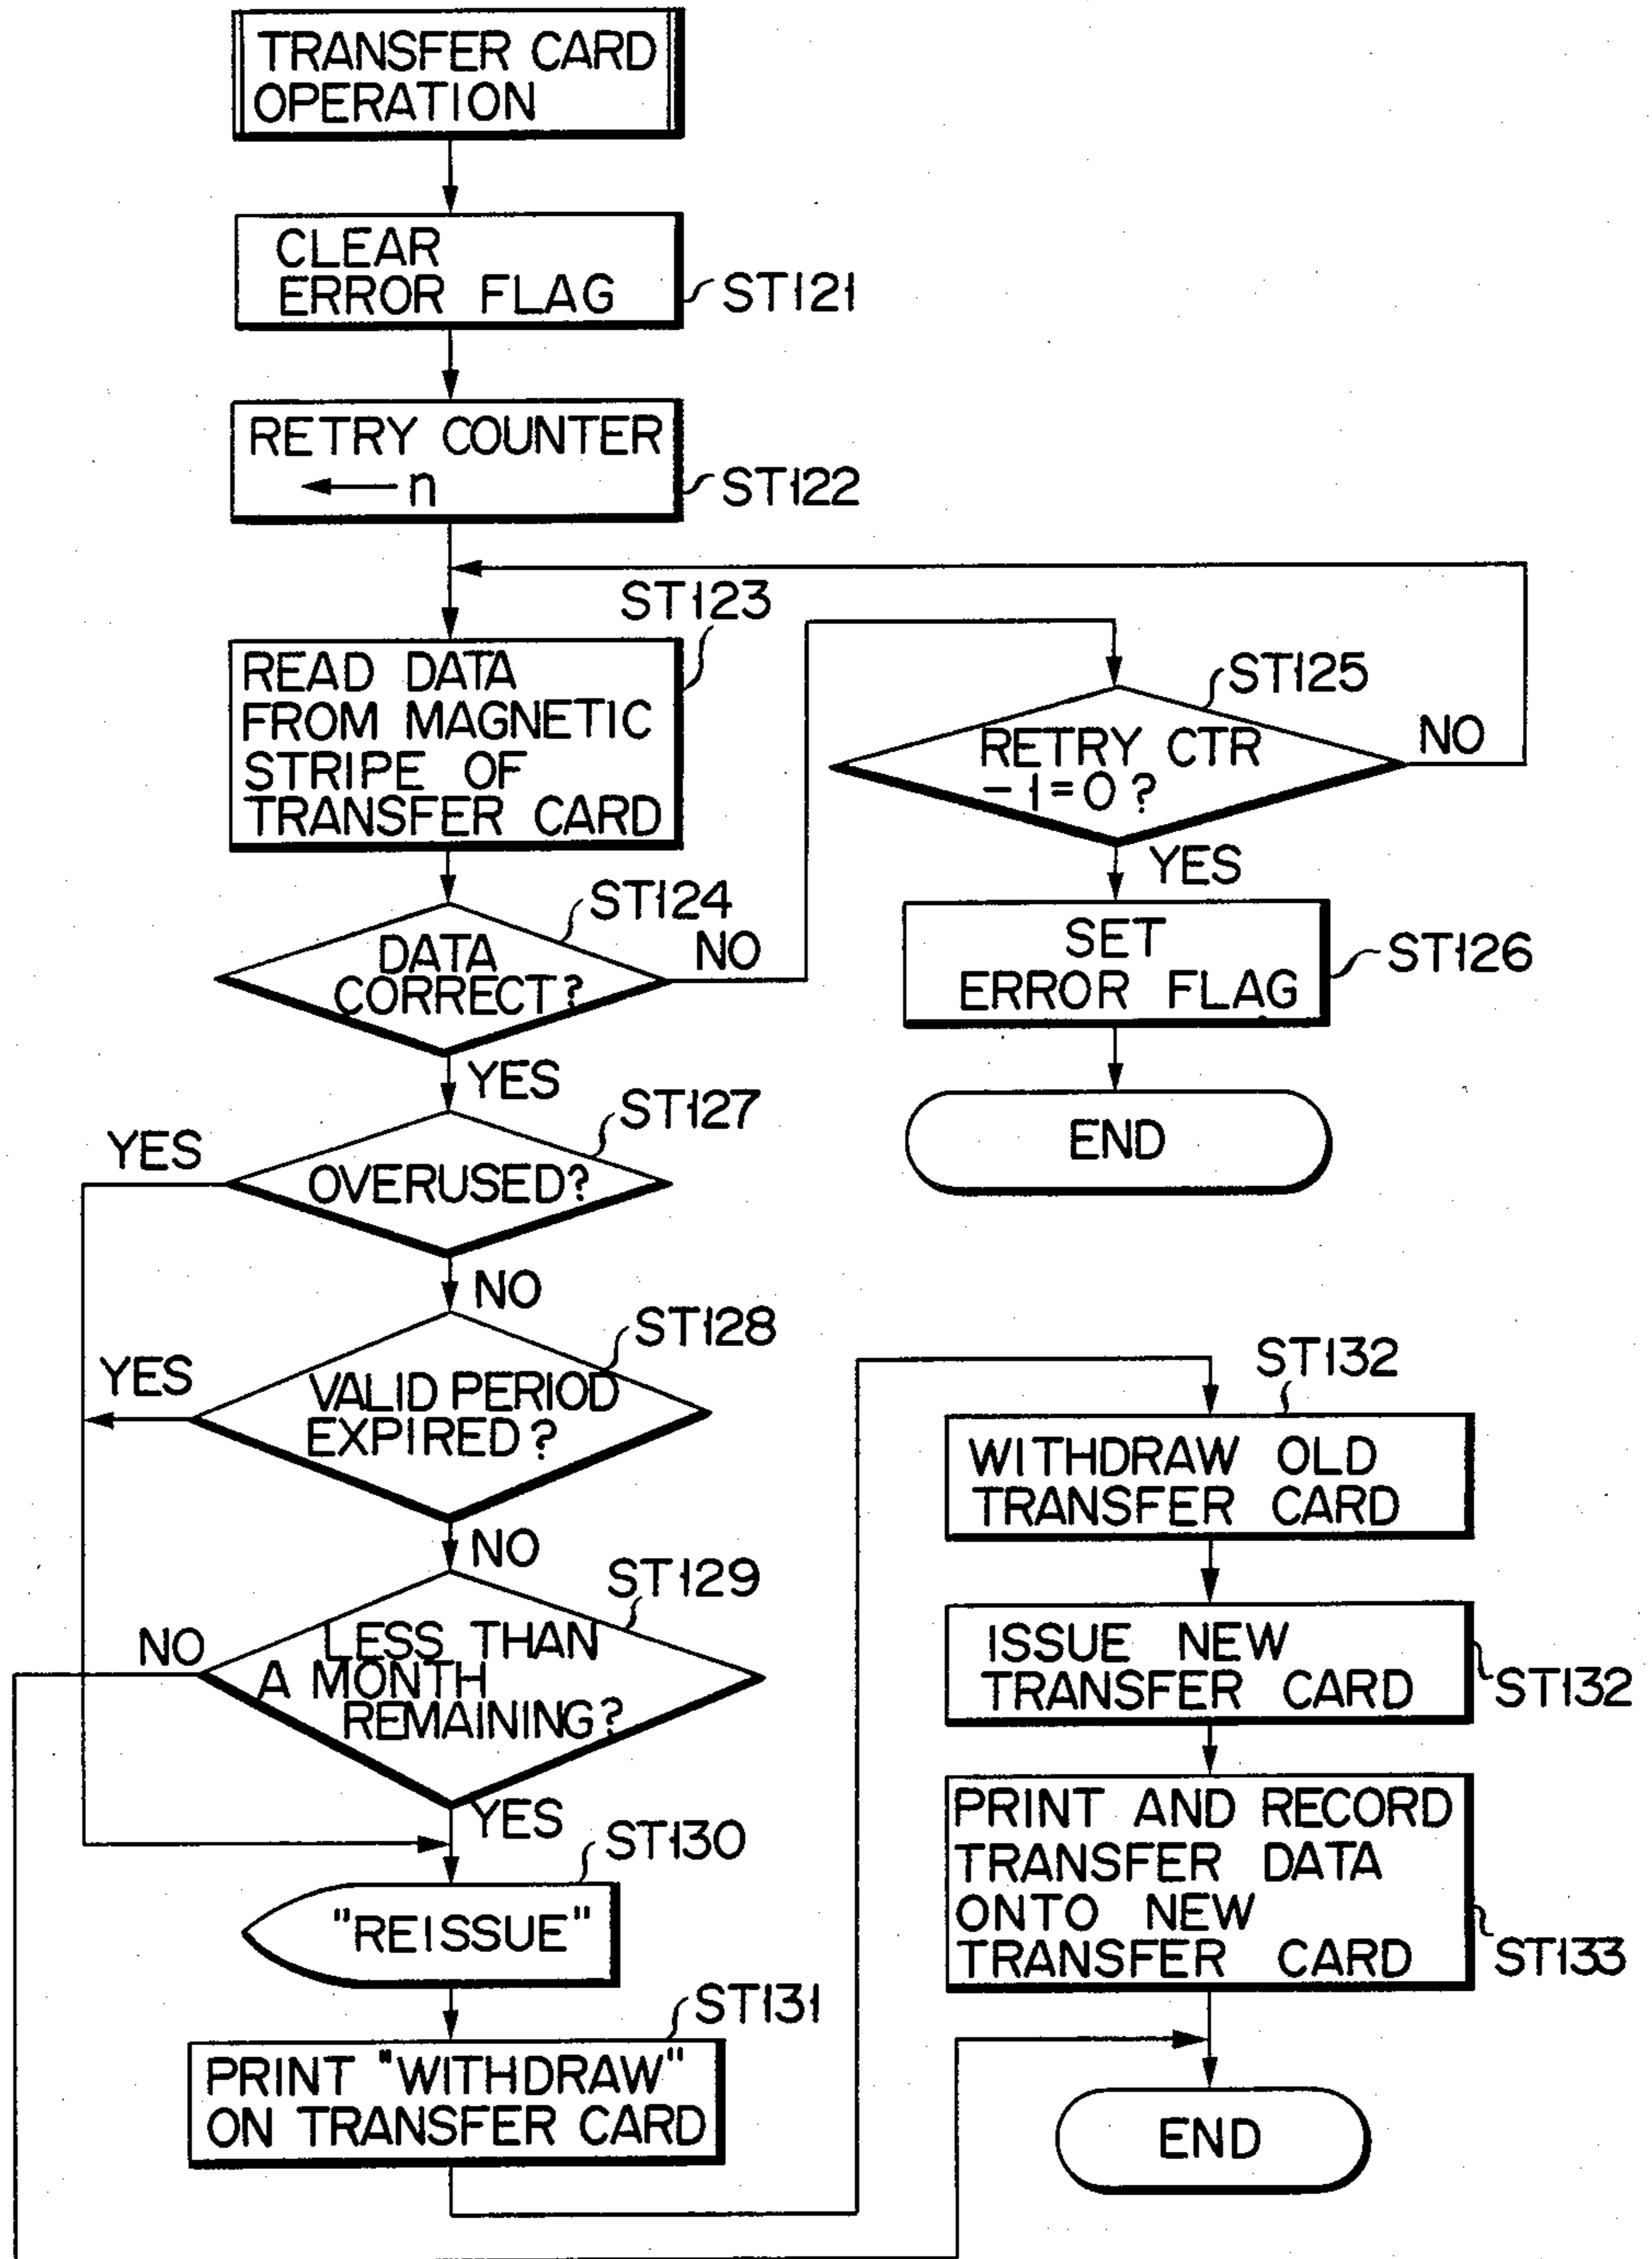 TRANSFER CARD
OPERATION
CLEAR
ERROR FLAG
ST121
RETRY COUNTER
← n
ST122
ST123
READ DATA
FROM MAGNETIC
STRIPE OF
TRANSFER CARD
ST124
DATA
CORRECT?
NO
YES
ST125
RETRY CTR
-1=0?
NO
YES
SET
ERROR FLAG
ST126
END
ST127
OVERUSED?
YES
NO
ST128
VALID PERIOD
EXPIRED?
YES
NO
ST129
LESS THAN
A MONTH
REMAINING?
NO
YES
ST130
"REISSUE"
ST131
PRINT "WITHDRAW"
ON TRANSFER CARD
ST132
WITHDRAW OLD
TRANSFER CARD
ISSUE NEW
TRANSFER CARD
ST132
PRINT AND RECORD
TRANSFER DATA
ONTO NEW
TRANSFER CARD
ST133
END